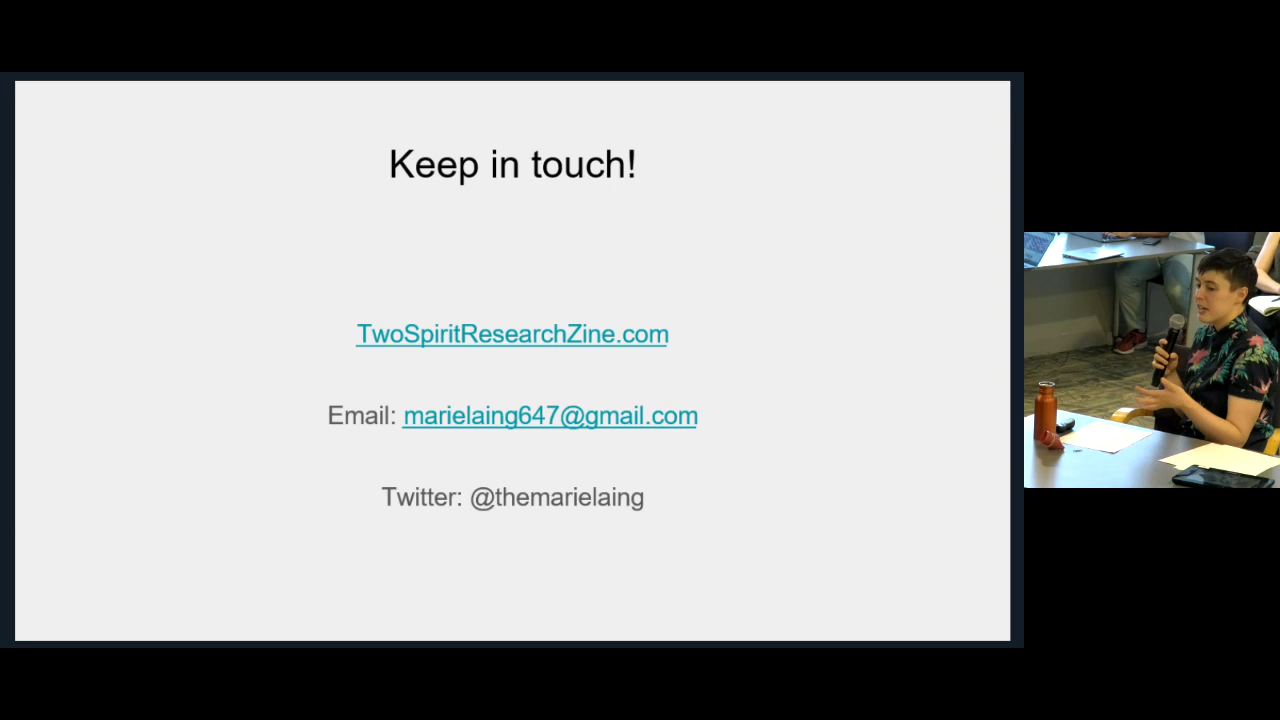 Keep in touch!
TwoSpiritResearchZine.com
Email: marielaing647@gmail.com
Twitter: @themarielaing